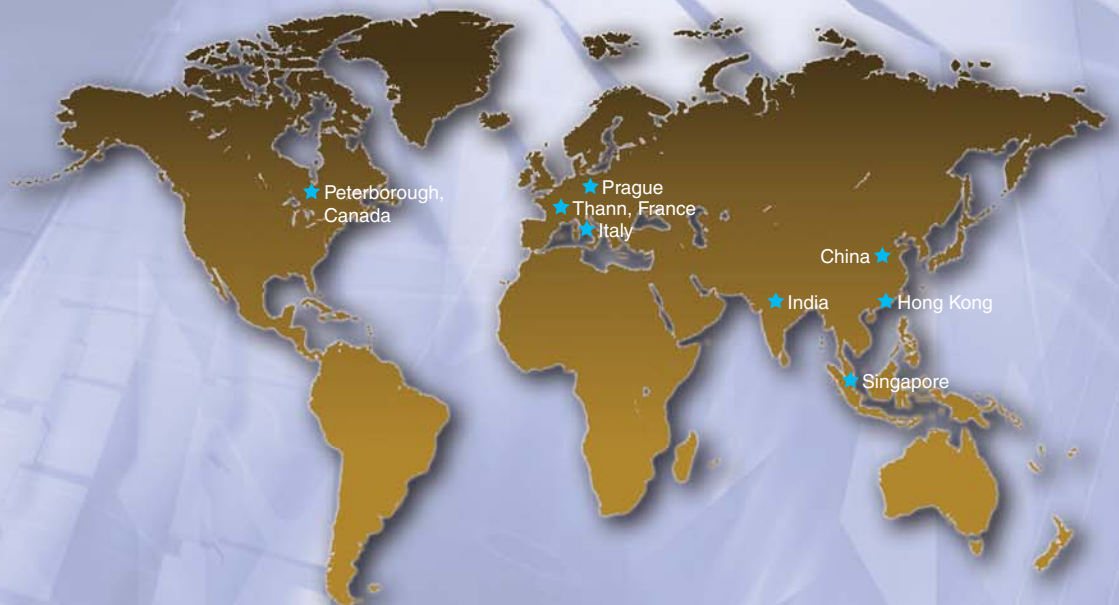 Peterborough,
Canada
Prague
Thann, France
Italy
China
India
Hong Kong
Singapore